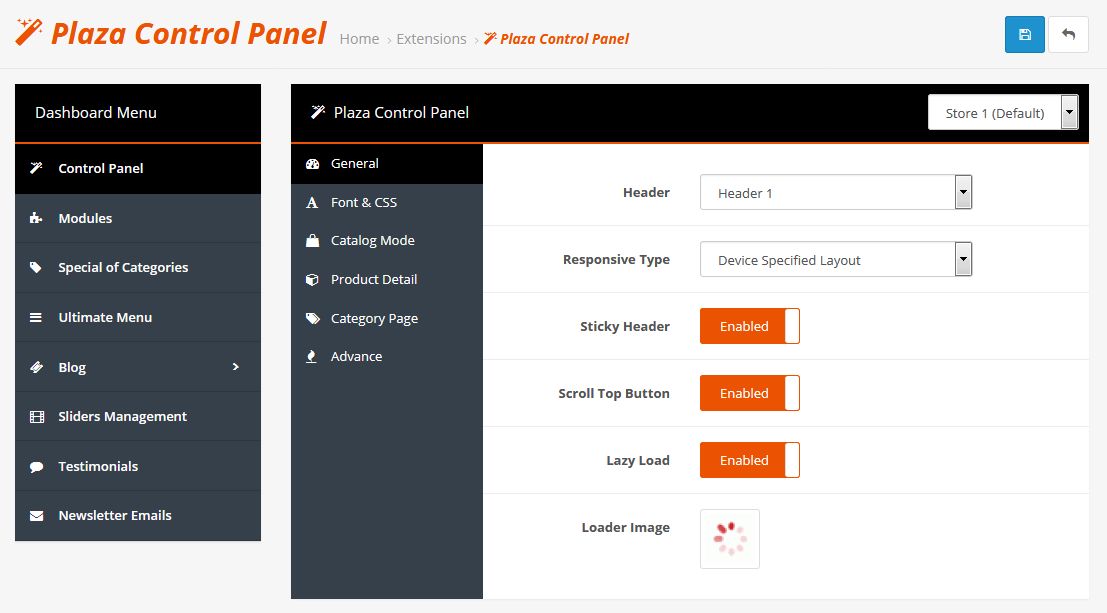 Plaza Control Panel
Home › Extensions › Plaza Control Panel
Dashboard Menu
Control Panel
Modules
Special of Categories
Ultimate Menu
Blog
Sliders Management
Testimonials
Newsletter Emails
Plaza Control Panel
Store 1 (Default)
General
Font & CSS
Catalog Mode
Product Detail
Category Page
Advance
Header
Header 1
Responsive Type
Device Specified Layout
Sticky Header
Enabled
Scroll Top Button
Enabled
Lazy Load
Enabled
Loader Image